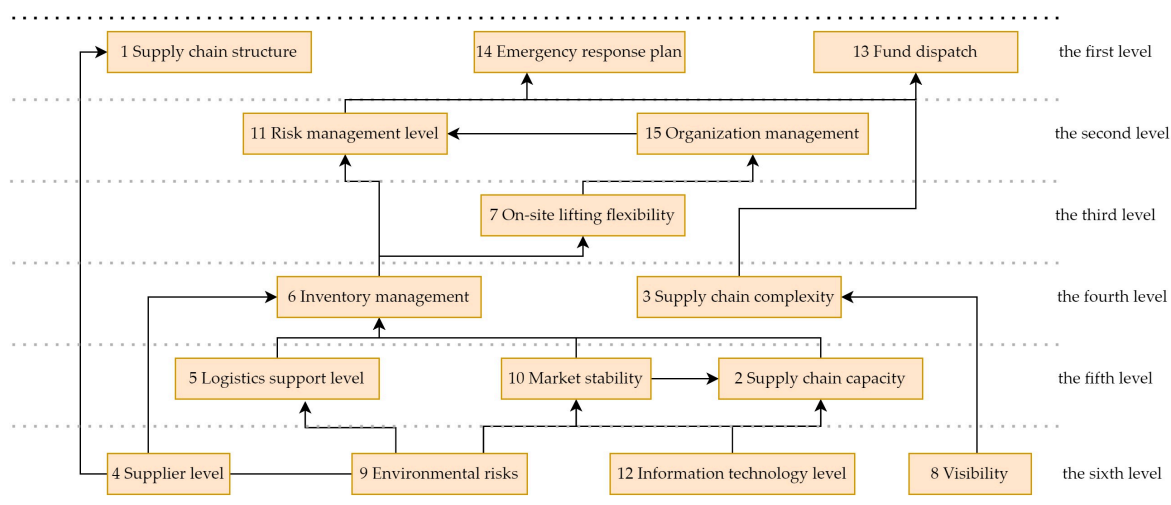 1 Supply chain structure
14 Emergency response plan
13 Fund dispatch
the first level
11 Risk management level
15 Organization management
the second level
7 On-site lifting flexibility
the third level
6 Inventory management
3 Supply chain complexity
the fourth level
5 Logistics support level
10 Market stability
2 Supply chain capacity
the fifth level
4 Supplier level
9 Environmental risks
12 Information technology level
8 Visibility
the sixth level